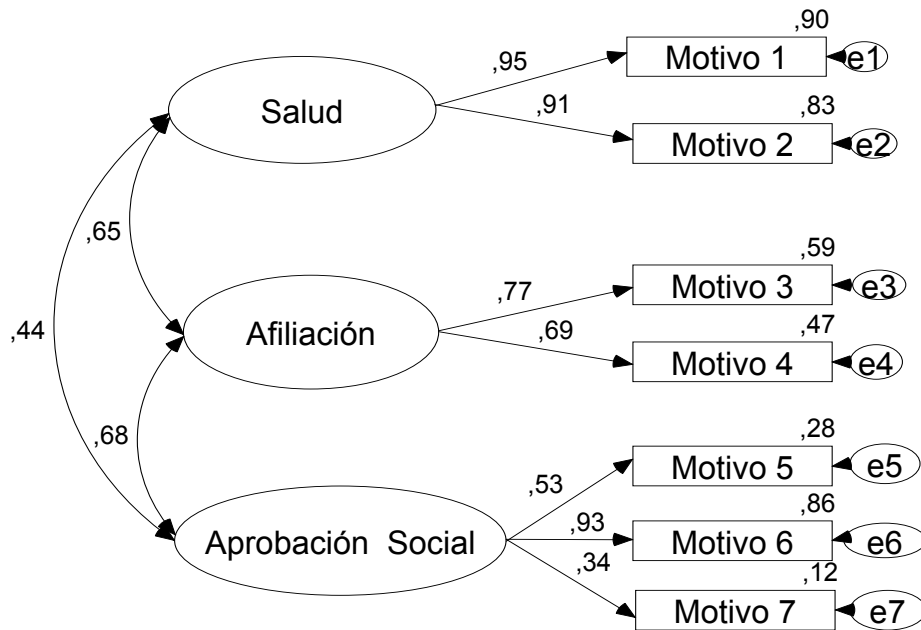 ,90
,95
Motivo 1
e1
Salud
,91
,83
Motivo 2
e2
,65
,59
,77
Motivo 3
e3
,44
Afiliación
,69
,47
Motivo 4
e4
,68
,28
,53
Motivo 5
e5
,86
Aprobación Social
,93
Motivo 6
e6
,34
,12
Motivo 7
e7